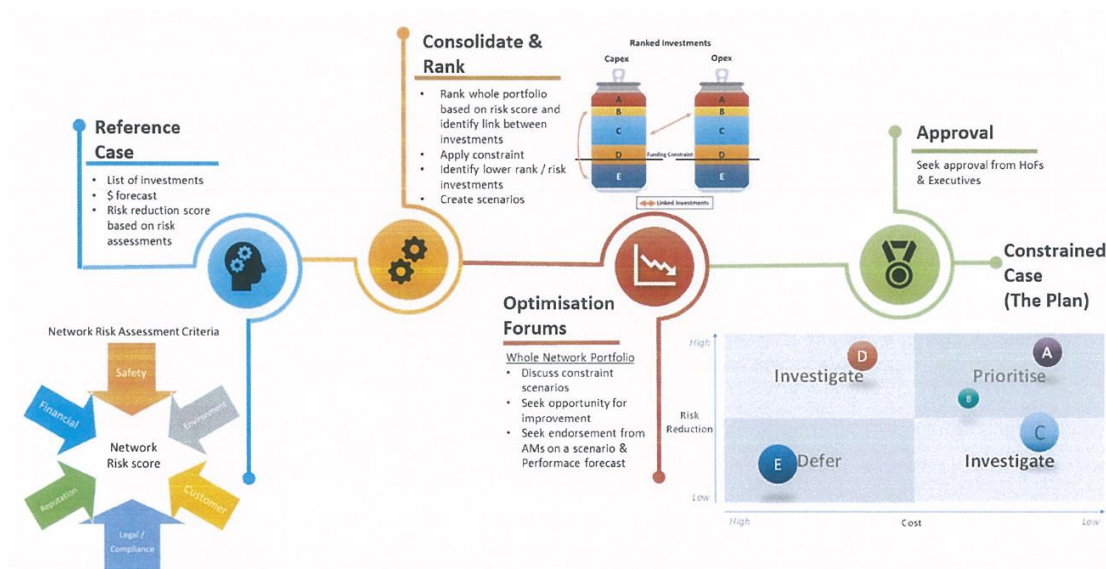 Reference
Case
• List of investments
• $ forecast
• Risk reduction score
based on risk
assessments
Network Risk Assessment Criteria
Safety
Financial
Environment
Network
Risk score
Reputation
Customer
Legal /
Compliance
Consolidate &
Rank
• Rank whole portfolio
based on risk score and
identify link between
investments
• Apply constraint
• Identify lower rank / risk
investments
• Create scenarios
Ranked Investments
Capex
Opex
A
A
B
B
C
C
D
Funding Constraint
D
E
E
Linked Investments
Optimisation
Forums
Whole Network Portfolio
• Discuss constraint
scenarios
• Seek opportunity for
improvement
• Seek endorsement from
AMs on a scenario &
Performace forecast
Approval
Seek approval from HoFs
& Executives
Constrained
Case
(The Plan)
High
D
A
Investigate
Prioritise
B
Risk
Reduction
C
E
Defer
Investigate
Low
High
Cost
Low